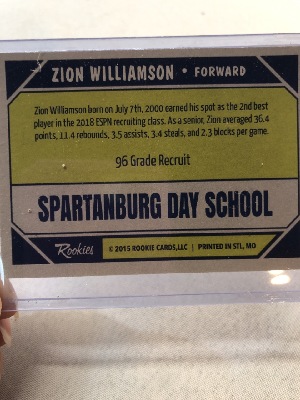 ZION WILLIAMSON • FORWARD
Zion Williamson born on July 7th, 2000 earned his spot as the 2nd best
player in the 2018 ESPN recruiting class. As a senior, Zion averaged 36.4
points, 11.4 rebounds, 3.5 assists, 3.4 steals, and 2.3 blocks per game.
96 Grade Recruit
SPARTANBURG DAY SCHOOL
Rookies © 2015 ROOKIE CARDS, LLC | PRINTED IN STL, MO